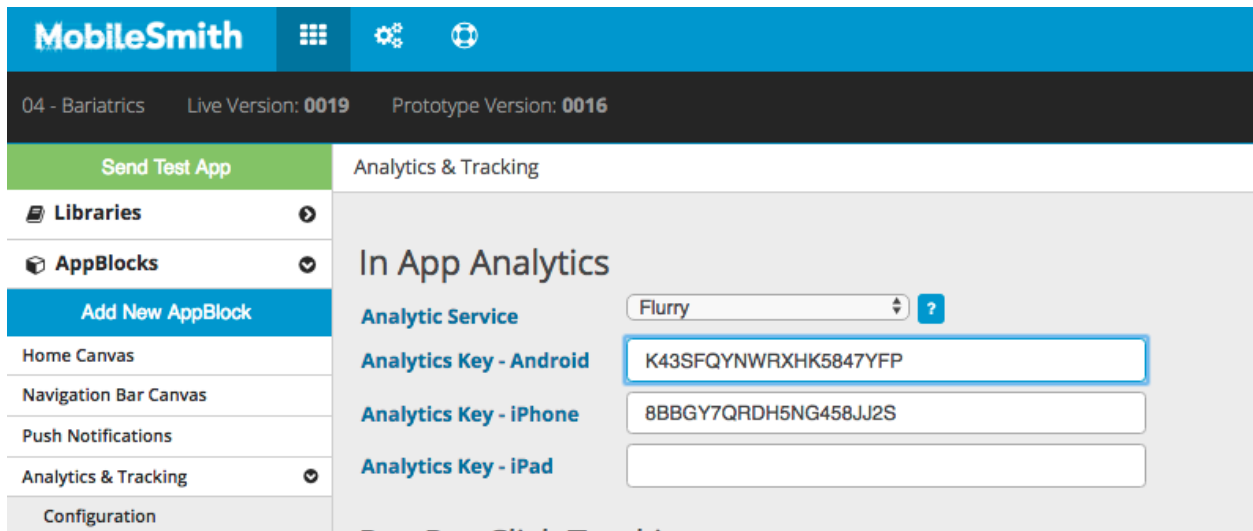 MobileSmith
04 - Bariatrics Live Version: 0019 Prototype Version: 0016
Send Test App
Analytics & Tracking
Libraries
AppBlocks
Add New AppBlock
Home Canvas
Navigation Bar Canvas
Push Notifications
Analytics & Tracking
Configuration
In App Analytics
Analytic Service Flurry ?
Analytics Key - Android K43SFQYNWRXHK5847YFP
Analytics Key - iPhone 8BBGY7QRDH5NG458JJ2S
Analytics Key - iPad